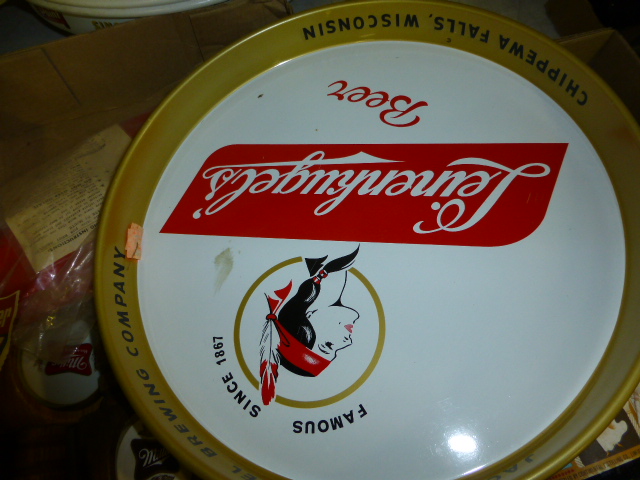 FAMOUS
SINCE 1867
Leinenkugel's
Beer
BREWING COMPANY
CHIPPEWA FALLS, WISCONSIN